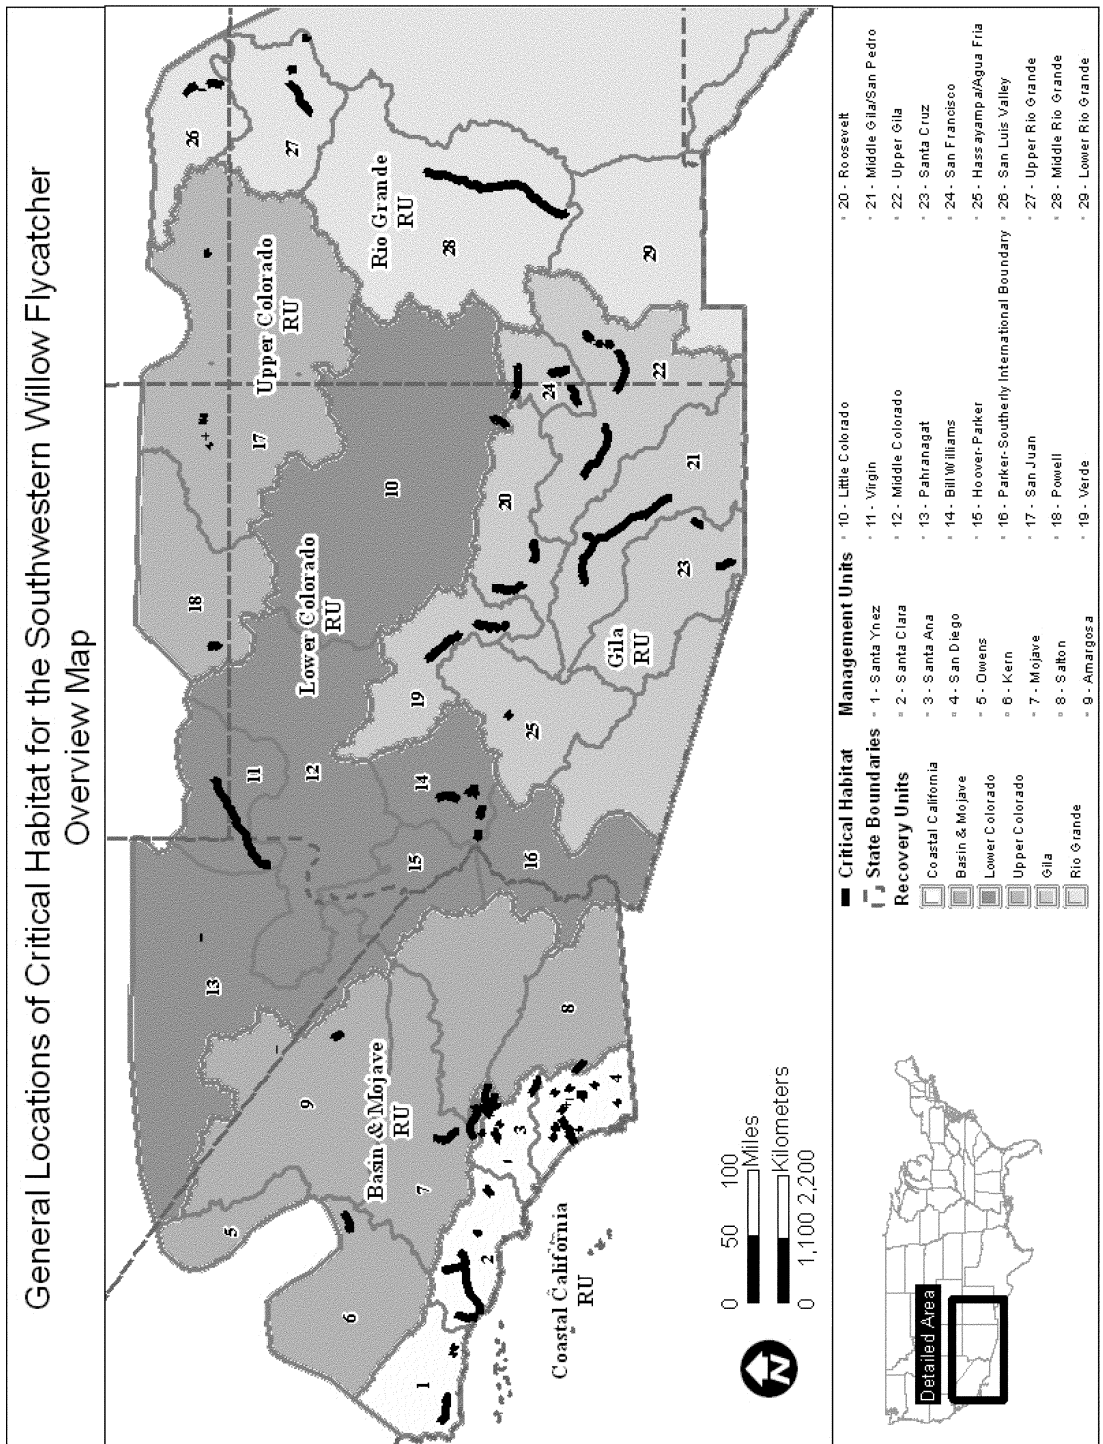 General Locations of Critical Habitat for the Southwestern Willow Flycatcher
Overview Map
26
27
Rio Grande
RU
28
29
Upper Colorado
RU
17
18
10
Lower Colorado
RU
20
24
22
21
23
Gila
RU
19
25
11
12
14
15
16
13
9
Basin & Mojave
RU
8
7
5
6
4
3
2
1
Coastal California
RU
N
0 50 100
Miles
Kilometers
0 1,100 2,200
Detailed Area
Critical Habitat
State Boundaries
Recovery Units
Coastal California
Basin & Mojave
Lower Colorado
Upper Colorado
Gila
Rio Grande
Management Units
1 - Santa Ynez
2 - Santa Clara
3 - Santa Ana
4 - San Diego
5 - Owens
6 - Kern
7 - Mojave
8 - Salton
9 - Amargosa
10 - Little Colorado
11 - Virgin
12 - Middle Colorado
13 - Pahranagat
14 - Bill Williams
15 - Hoover-Parker
16 - Parker-Southerly International Boundary
17 - San Juan
18 - Powell
19 - Verde
20 - Roosevelt
21 - Middle Gila/San Pedro
22 - Upper Gila
23 - Santa Cruz
24 - San Francisco
25 - Hassayampa/Agua Fria
26 - San Luis Valley
27 - Upper Rio Grande
28 - Middle Rio Grande
29 - Lower Rio Grande